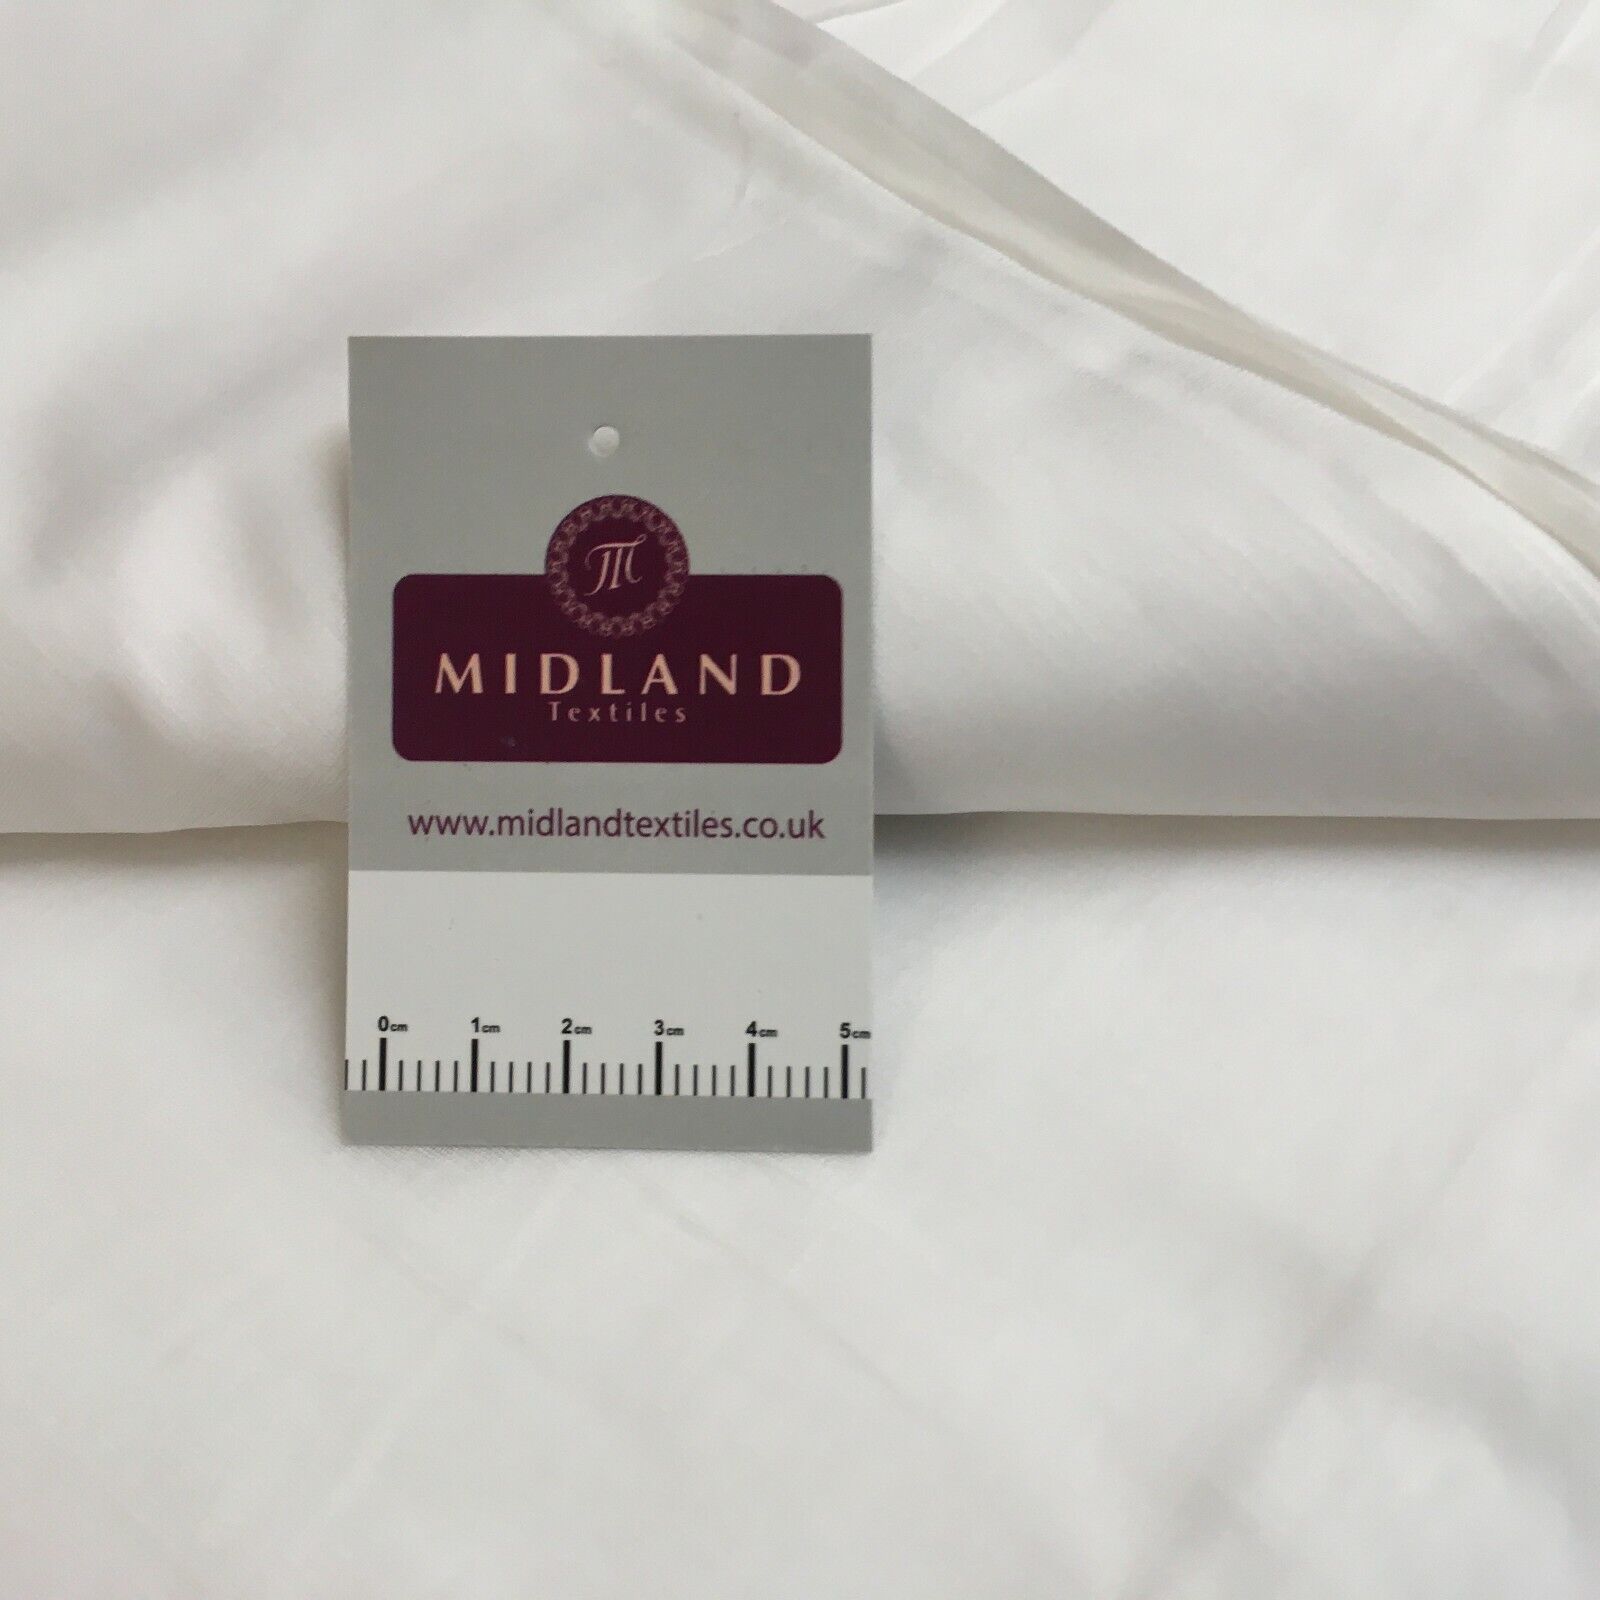 M
MIDLAND
Textiles
www.midlandtextiles.co.uk
0cm 1cm 2cm 3cm 4cm 5cm